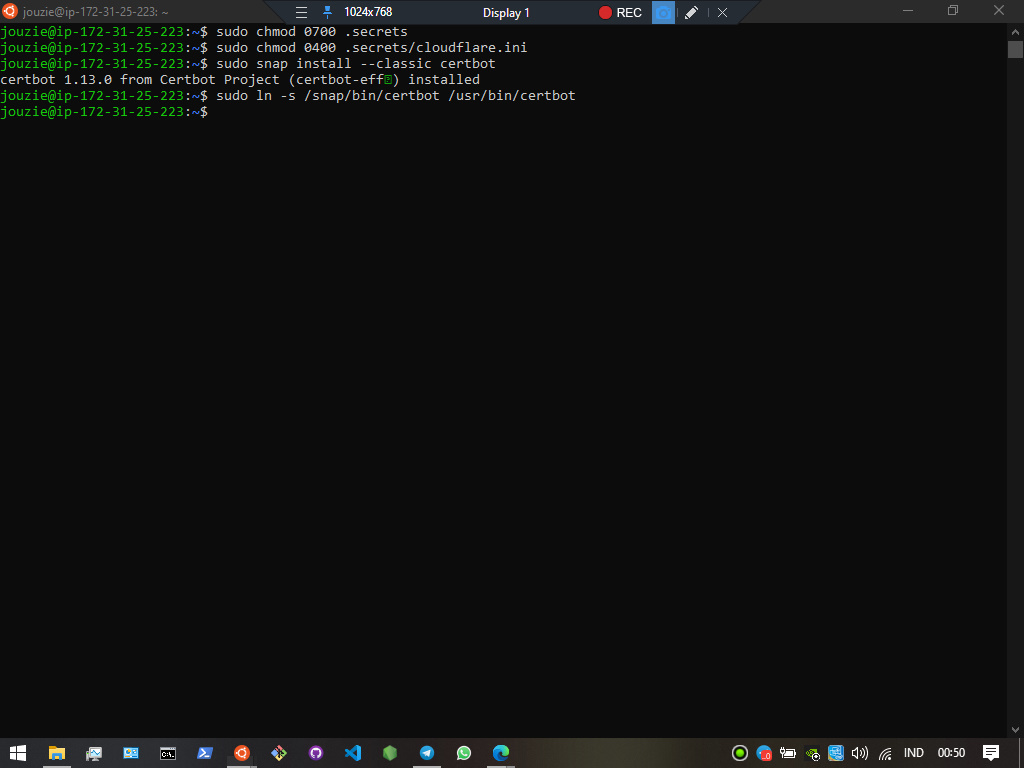 jouzie@ip-172-31-25-223: ~
1024x768
Display 1
REC
jouzie@ip-172-31-25-223:~$ sudo chmod 0700 .secrets
jouzie@ip-172-31-25-223:~$ sudo chmod 0400 .secrets/cloudflare.ini
jouzie@ip-172-31-25-223:~$ sudo snap install --classic certbot
certbot 1.13.0 from Certbot Project (certbot-eff) installed
jouzie@ip-172-31-25-223:~$ sudo ln -s /snap/bin/certbot /usr/bin/certbot
jouzie@ip-172-31-25-223:~$
IND
00:50